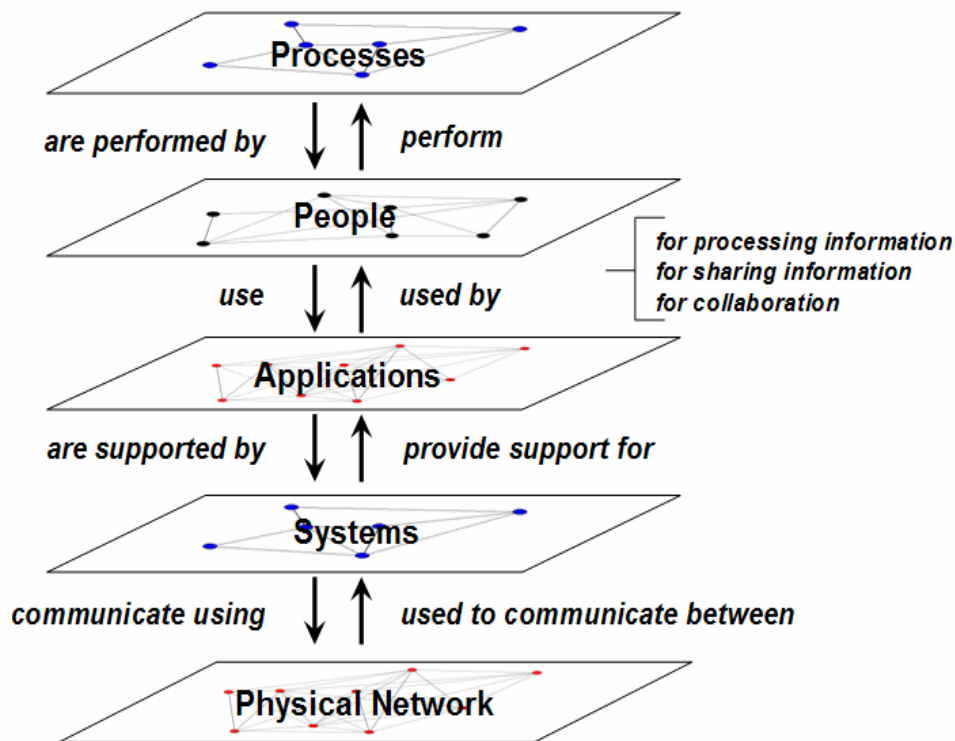 Processes
are performed by
perform
People
for processing information
for sharing information
for collaboration
use
used by
Applications
are supported by
provide support for
Systems
communicate using
used to communicate between
Physical Network